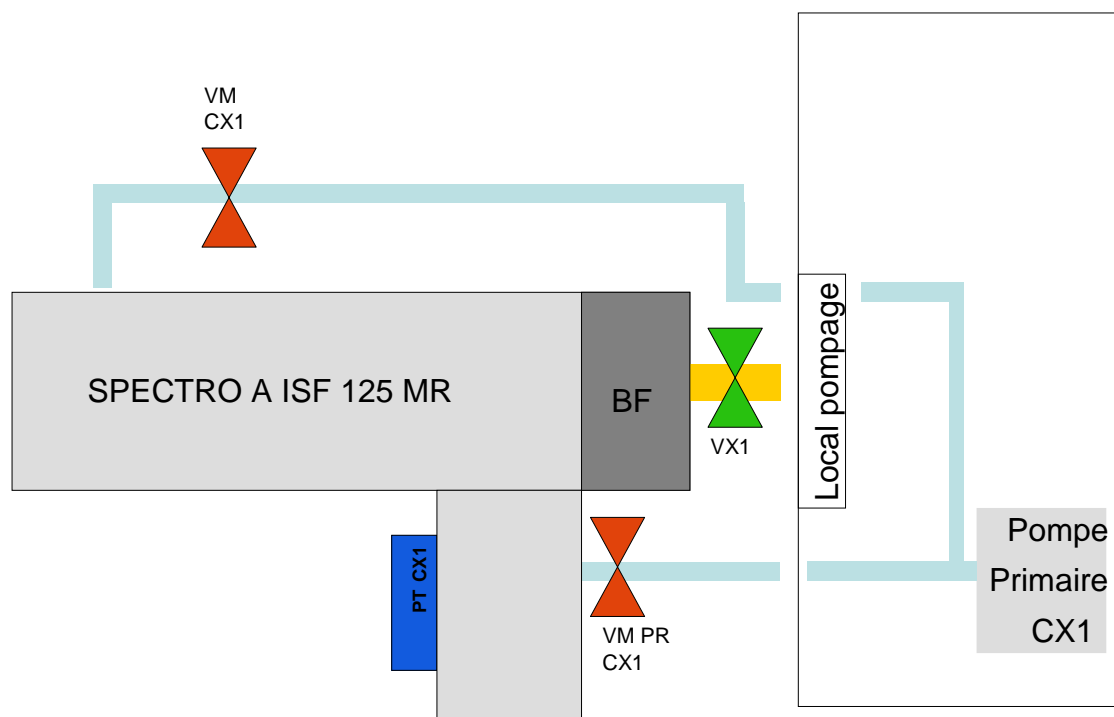 VM
CX1
SPECTRO A ISF 125 MR
BF
VX1
Local pompage
PT CX1
VM PR
CX1
Pompe
Primaire
CX1